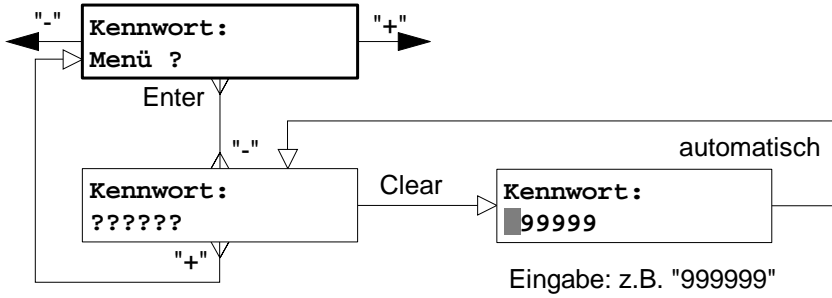 "-"
Kennwort:
Menü ?
"+"
Enter
"-"
automatisch
Kennwort:
??????
Clear
Kennwort:
99999
"+"
Eingabe: z.B. "999999"